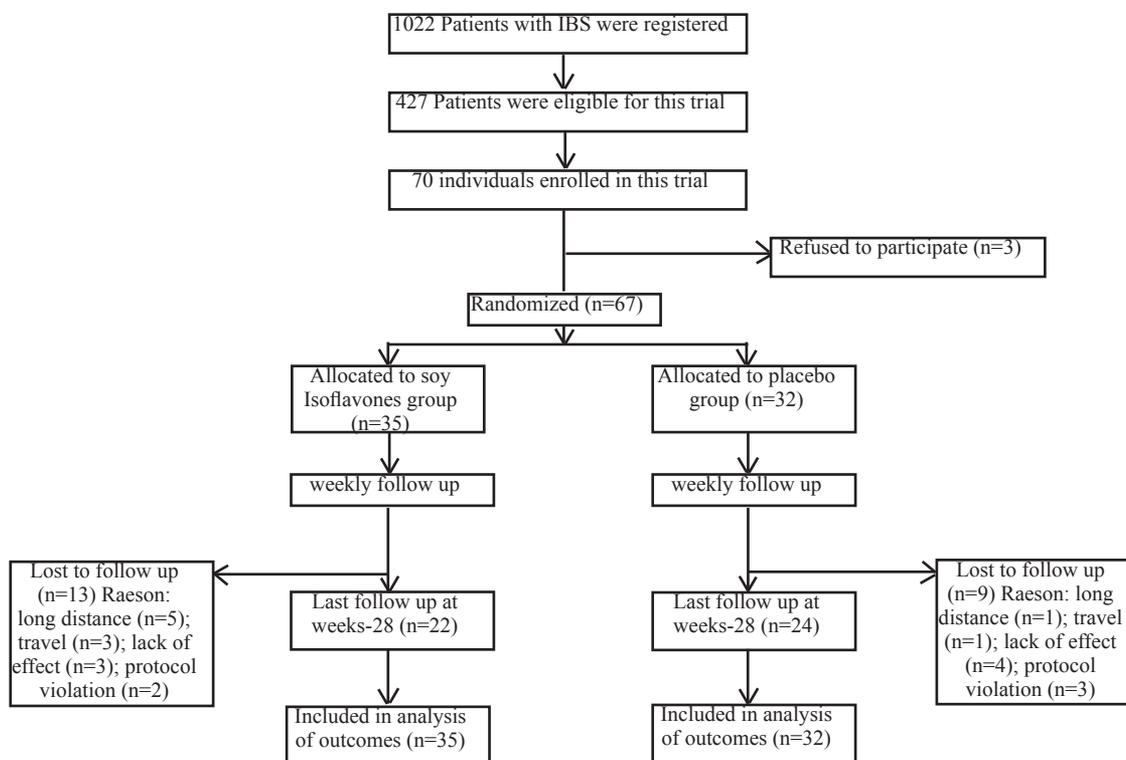 1022 Patients with IBS were registered
427 Patients were eligible for this trial
70 individuals enrolled in this trial
Refused to participate (n=3)
Randomized (n=67)
Allocated to soy
Isoflavones group
(n=35)
Allocated to placebo
group (n=32)
weekly follow up
weekly follow up
Lost to follow up
(n=13) Raeson:
long distance (n=5);
travel (n=3); lack of
effect (n=3); protocol
violation (n=2)
Last follow up at
weeks-28 (n=22)
Last follow up at
weeks-28 (n=24)
Lost to follow up
(n=9) Raeson: long
distance (n=1); travel
(n=1); lack of effect
(n=4); protocol
violation (n=3)
Included in analysis
of outcomes (n=35)
Included in analysis
of outcomes (n=32)